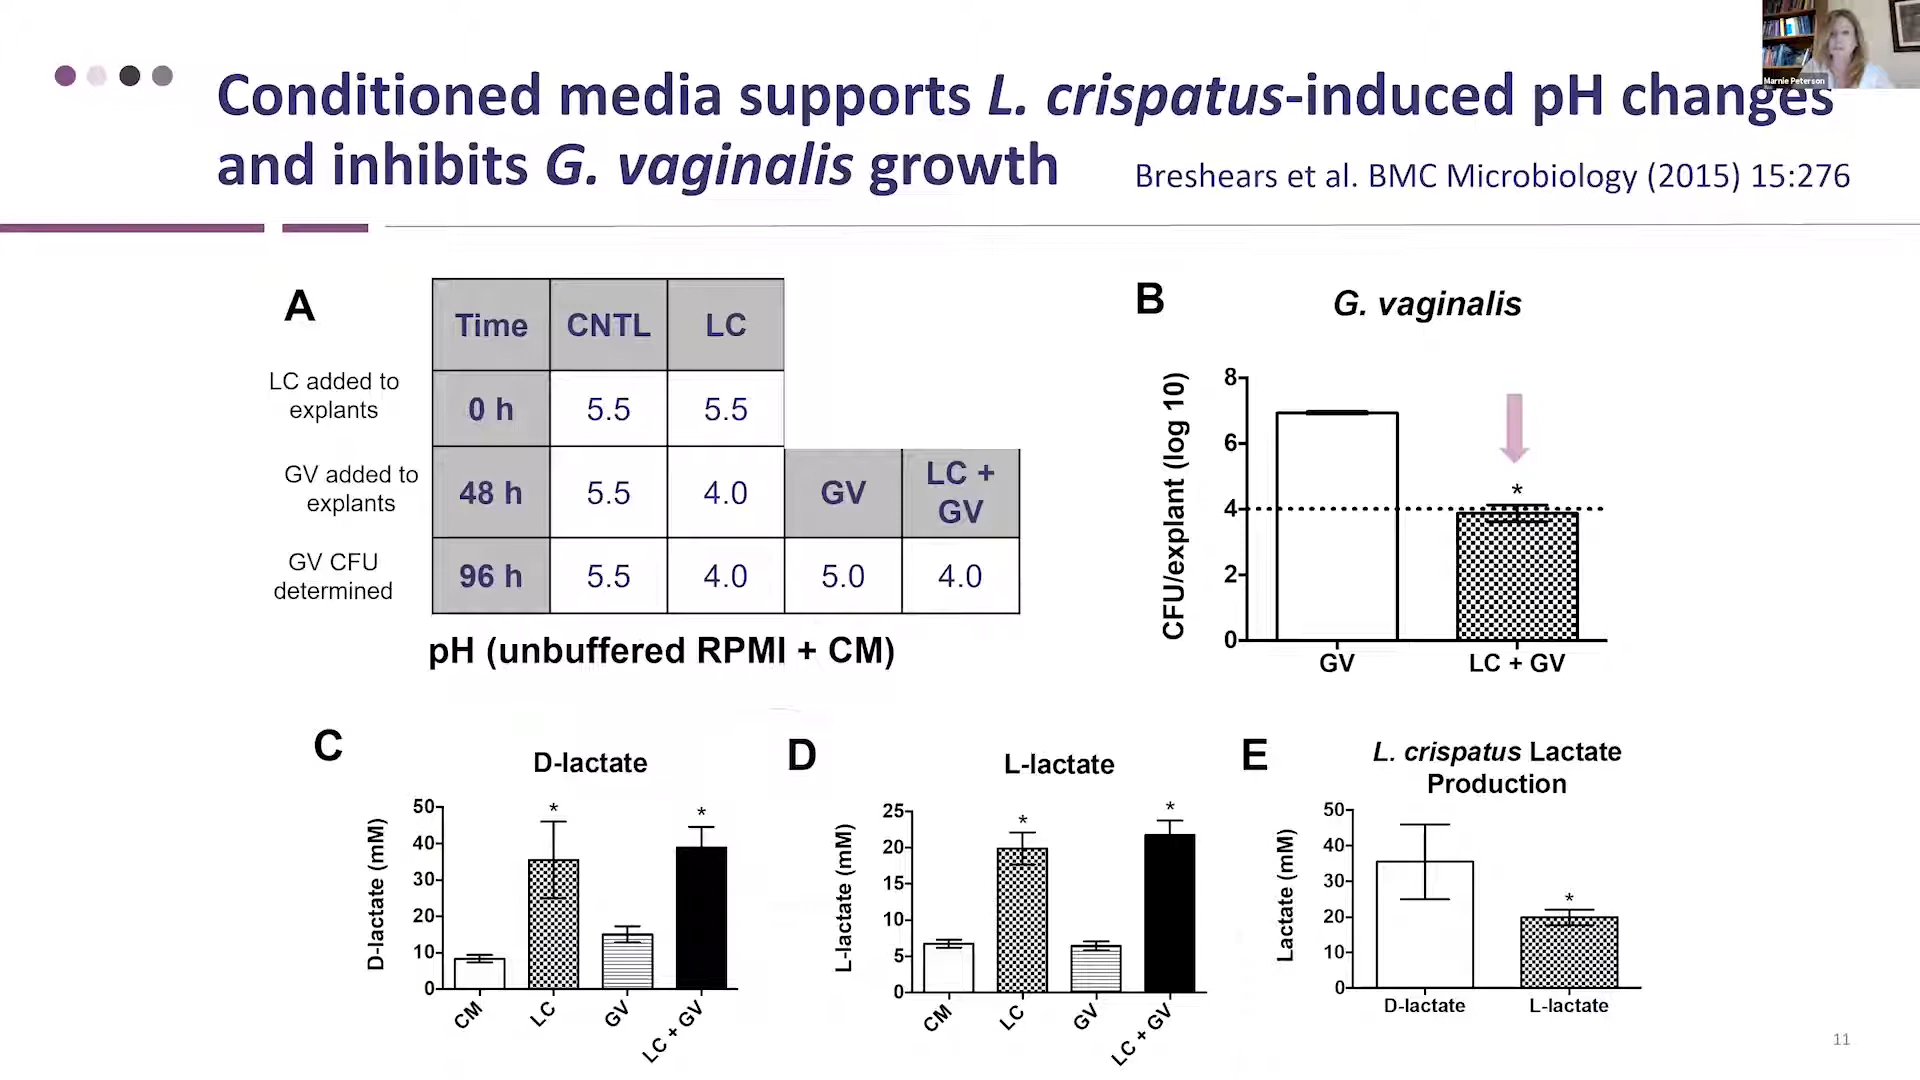 Marnie Peterson
Conditioned media supports L. crispatus-induced pH changes
and inhibits G. vaginalis growth
Breshears et al. BMC Microbiology (2015) 15:276
A
Time CNTL LC
LC added to
explants
0 h 5.5 5.5
GV added to
explants
48 h 5.5 4.0 GV LC +
GV
GV CFU
determined
96 h 5.5 4.0 5.0 4.0
pH (unbuffered RPMI + CM)
B
G. vaginalis
CFU/explant (log 10)
8
6
4
2
0
*
GV LC + GV
C
D-lactate
D-lactate (mM)
50
40
30
20
10
0
* *
CM LC GV LC + GV
D
L-lactate
L-lactate (mM)
25
20
15
10
5
0
* *
CM LC GV LC + GV
E
L. crispatus Lactate
Production
Lactate (mM)
50
40
30
20
10
0
*
D-lactate L-lactate
11